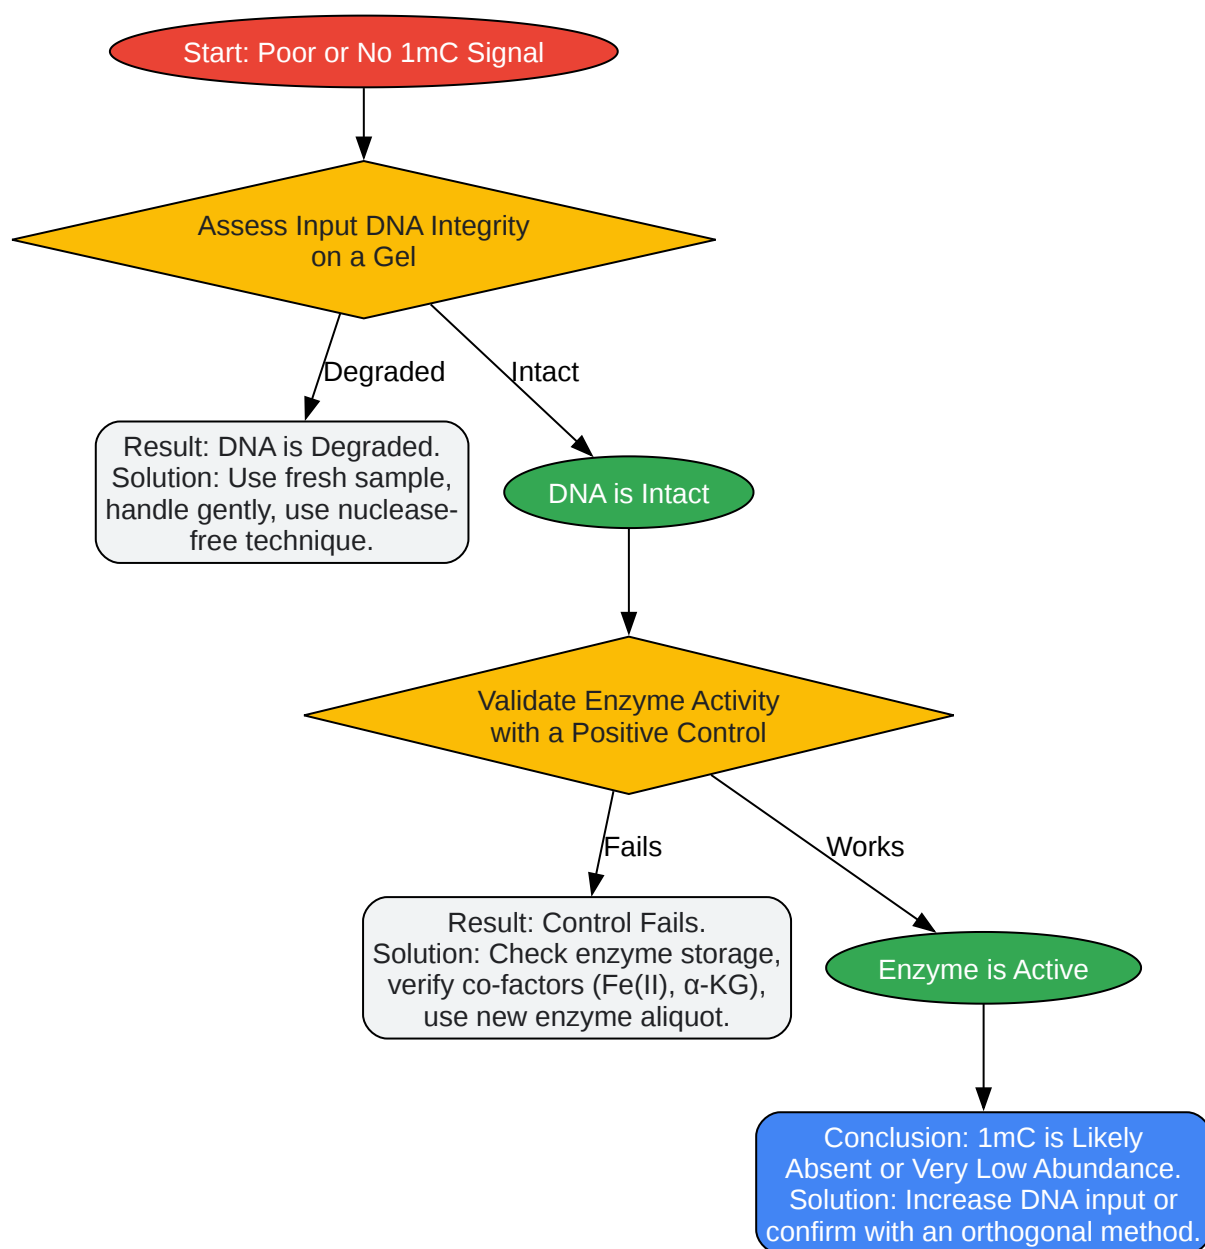 Start: Poor or No 1mC Signal
Assess Input DNA Integrity
on a Gel
Degraded
Intact
Result: DNA is Degraded.
Solution: Use fresh sample,
handle gently, use nuclease-
free technique.
DNA is Intact
Validate Enzyme Activity
with a Positive Control
Fails
Works
Result: Control Fails.
Solution: Check enzyme storage,
verify co-factors (Fe(II), α-KG),
use new enzyme aliquot.
Enzyme is Active
Conclusion: 1mC is Likely
Absent or Very Low Abundance.
Solution: Increase DNA input or
confirm with an orthogonal method.